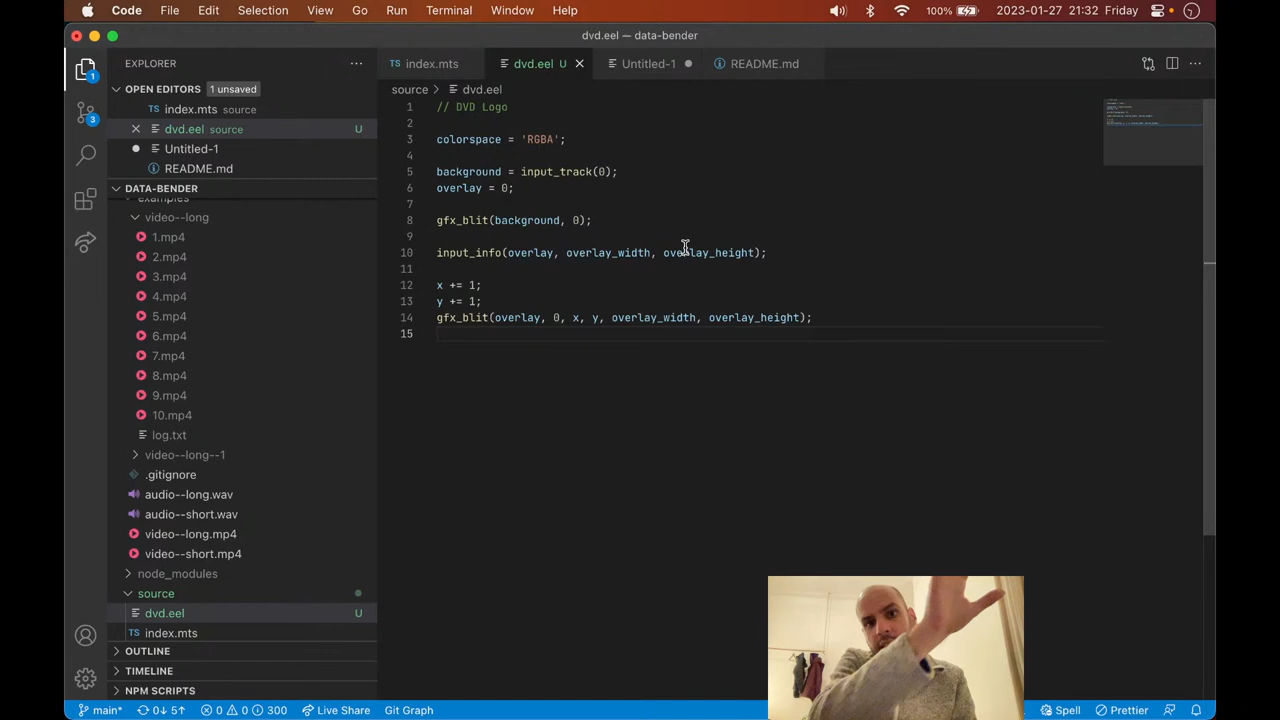 Code File Edit Selection View Go Run Terminal Window Help 100% 2023-01-27 21:32 Friday
dvd.eel — data-bender
EXPLORER
OPEN EDITORS 1 unsaved
TS index.mts source
dvd.eel source U
Untitled-1
README.md
DATA-BENDER
examples
video--long
1.mp4
2.mp4
3.mp4
4.mp4
5.mp4
6.mp4
7.mp4
8.mp4
9.mp4
10.mp4
log.txt
video--long--1
.gitignore
audio--long.wav
audio--short.wav
video--long.mp4
video--short.mp4
node_modules
source
dvd.eel U
index.mts
OUTLINE
TIMELINE
NPM SCRIPTS
1
3
TS index.mts dvd.eel U Untitled-1 README.md
source > dvd.eel
1 // DVD Logo
2
3 colorspace = 'RGBA';
4
5 background = input_track(0);
6 overlay = 0;
7
8 gfx_blit(background, 0);
9
10 input_info(overlay, overlay_width, overlay_height);
11
12 x += 1;
13 y += 1;
14 gfx_blit(overlay, 0, x, y, overlay_width, overlay_height);
15
main* 0↓ 5↑ 0 0 300 Live Share Git Graph Spell Prettier